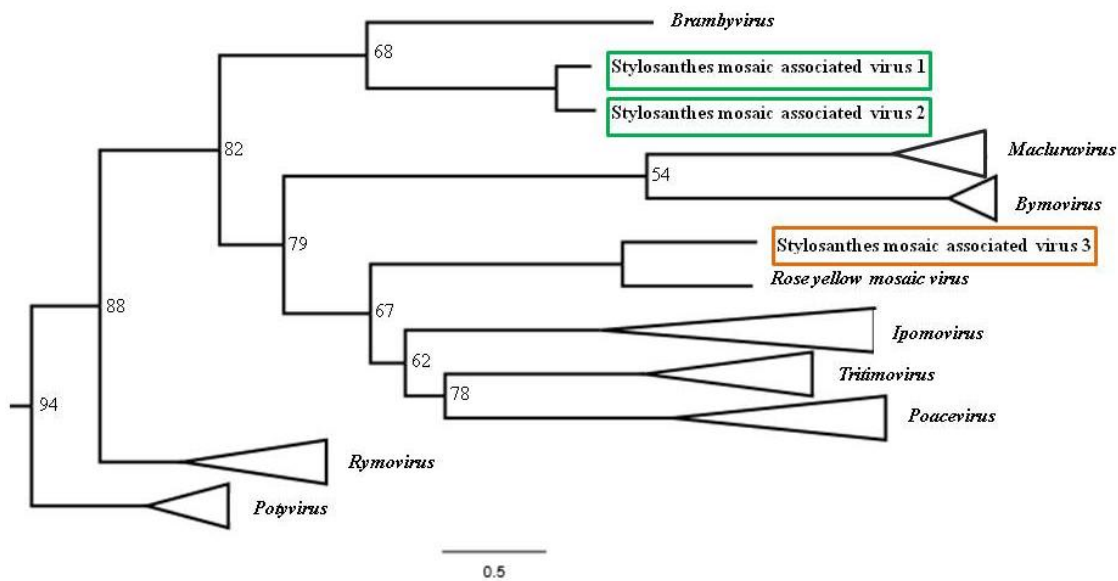 Brambyvirus
68
Stylosanthes mosaic associated virus 1
Stylosanthes mosaic associated virus 2
82
Macluravirus
54
Bymovirus
79
Stylosanthes mosaic associated virus 3
Rose yellow mosaic virus
88
67
Ipomovirus
62
Tritimovirus
78
94
Poacevirus
Rymovirus
Potyvirus
0.5